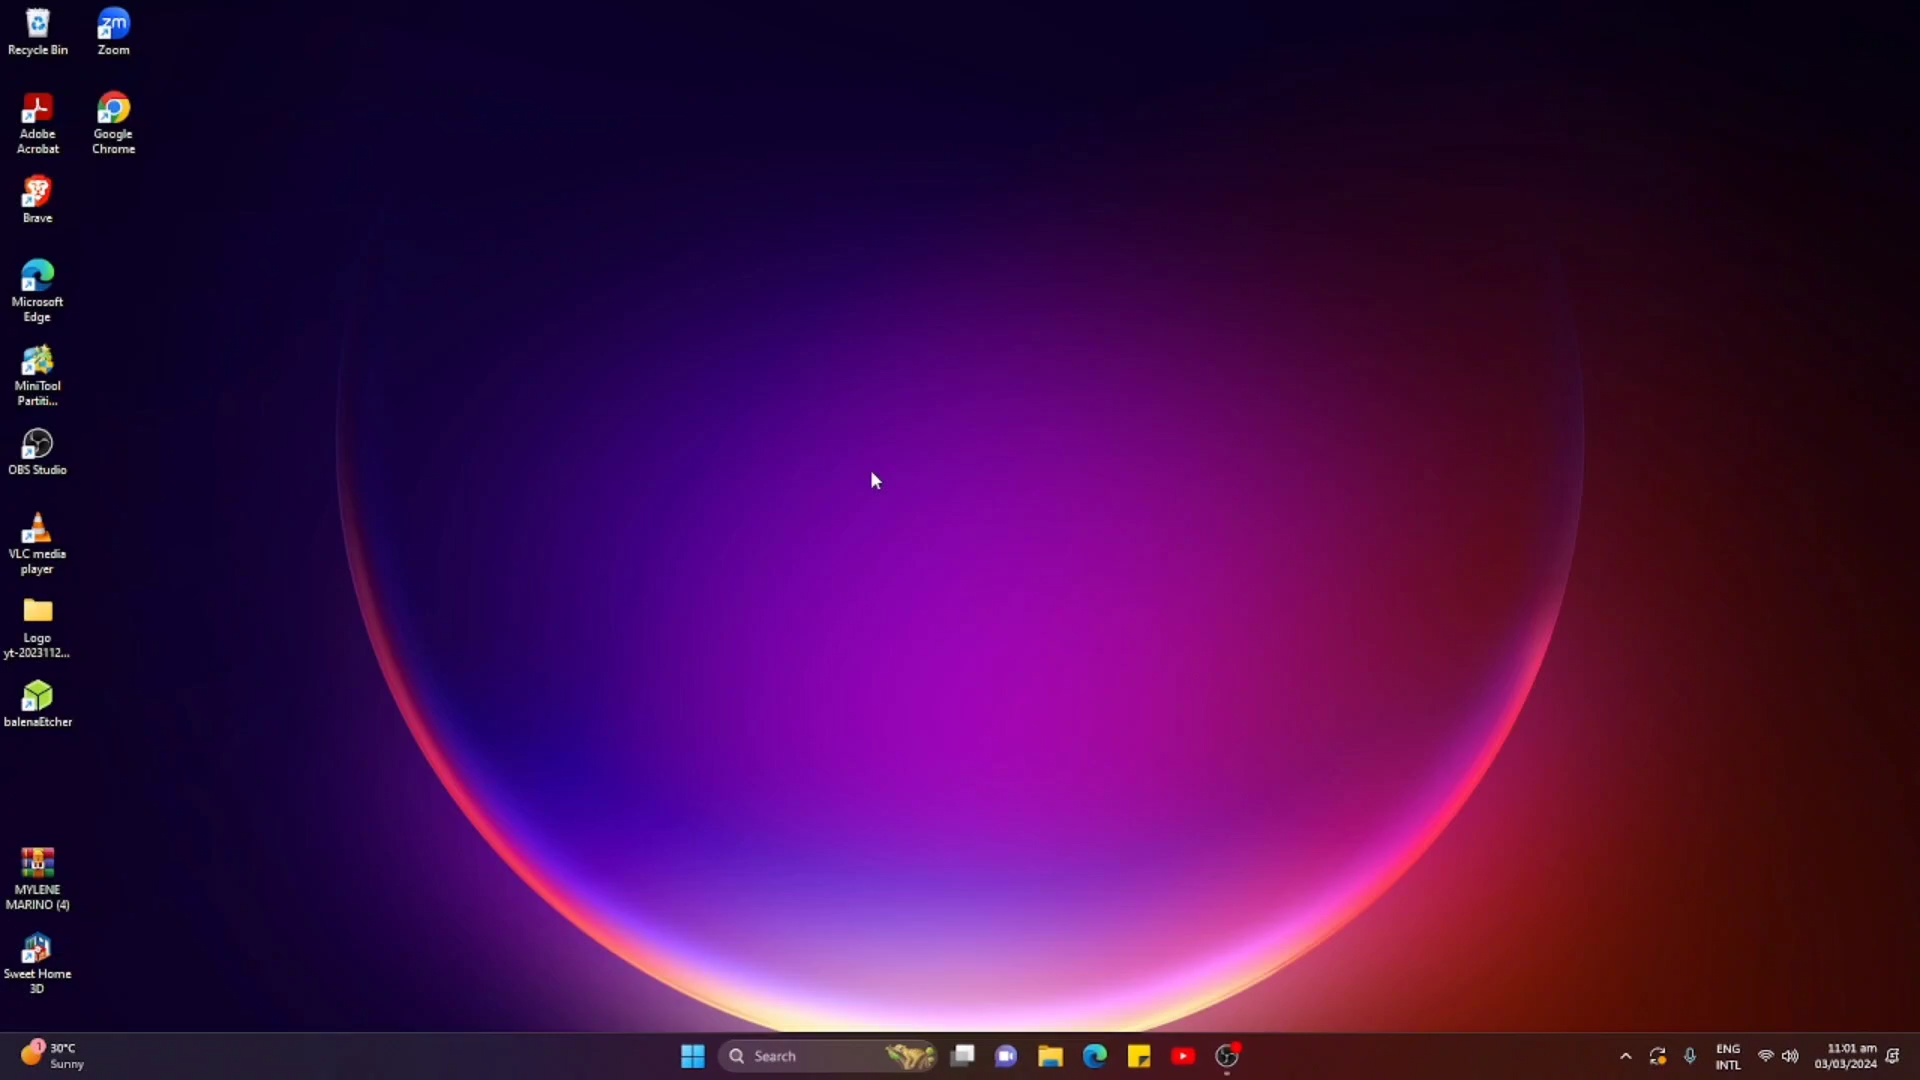 Recycle Bin
Zoom
Adobe
Acrobat
Google
Chrome
Brave
Microsoft
Edge
MiniTool
Partiti...
OBS Studio
VLC media
player
Logo
yt-2023112...
balenaEtcher
MYLENE
MARINO (4)
Sweet Home
3D
1
30°C
Sunny
Search
ENG
INTL
11:01 am
03/03/2024
zm